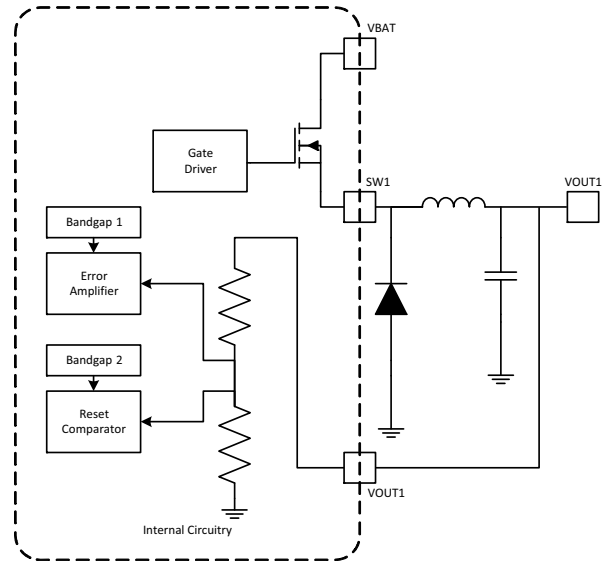 VBAT
Gate
Driver
SW1
VOUT1
Bandgap 1
Error
Amplifier
Bandgap 2
Reset
Comparator
VOUT1
Internal Circuitry